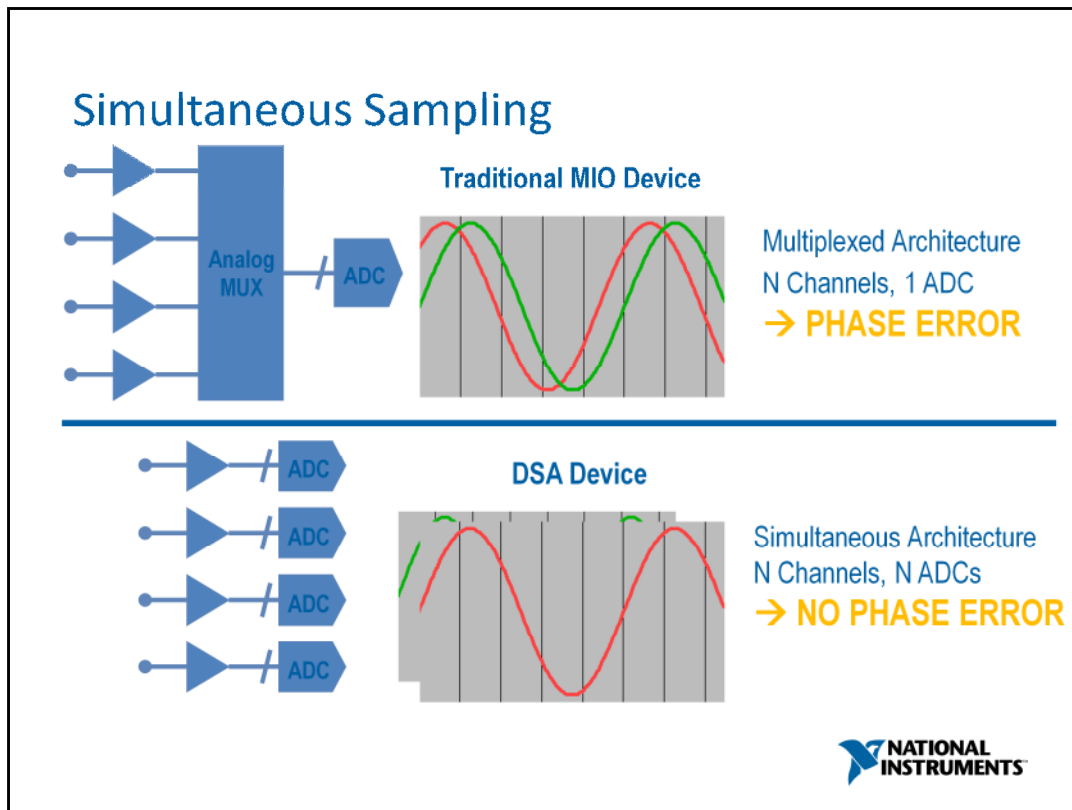 Simultaneous Sampling
Analog
MUX
ADC
Traditional MIO Device
Multiplexed Architecture
N Channels, 1 ADC
→ PHASE ERROR
ADC
ADC
ADC
ADC
DSA Device
Simultaneous Architecture
N Channels, N ADCs
→ NO PHASE ERROR
NATIONAL
INSTRUMENTS